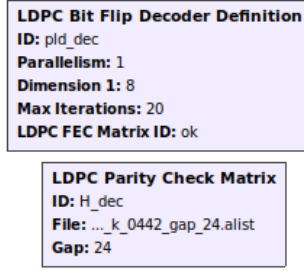 LDPC Bit Flip Decoder Definition
ID: pld_dec
Parallelism: 1
Dimension 1: 8
Max Iterations: 20
LDPC FEC Matrix ID: ok
LDPC Parity Check Matrix
ID: H_dec
File: ..._k_0442_gap_24.alist
Gap: 24